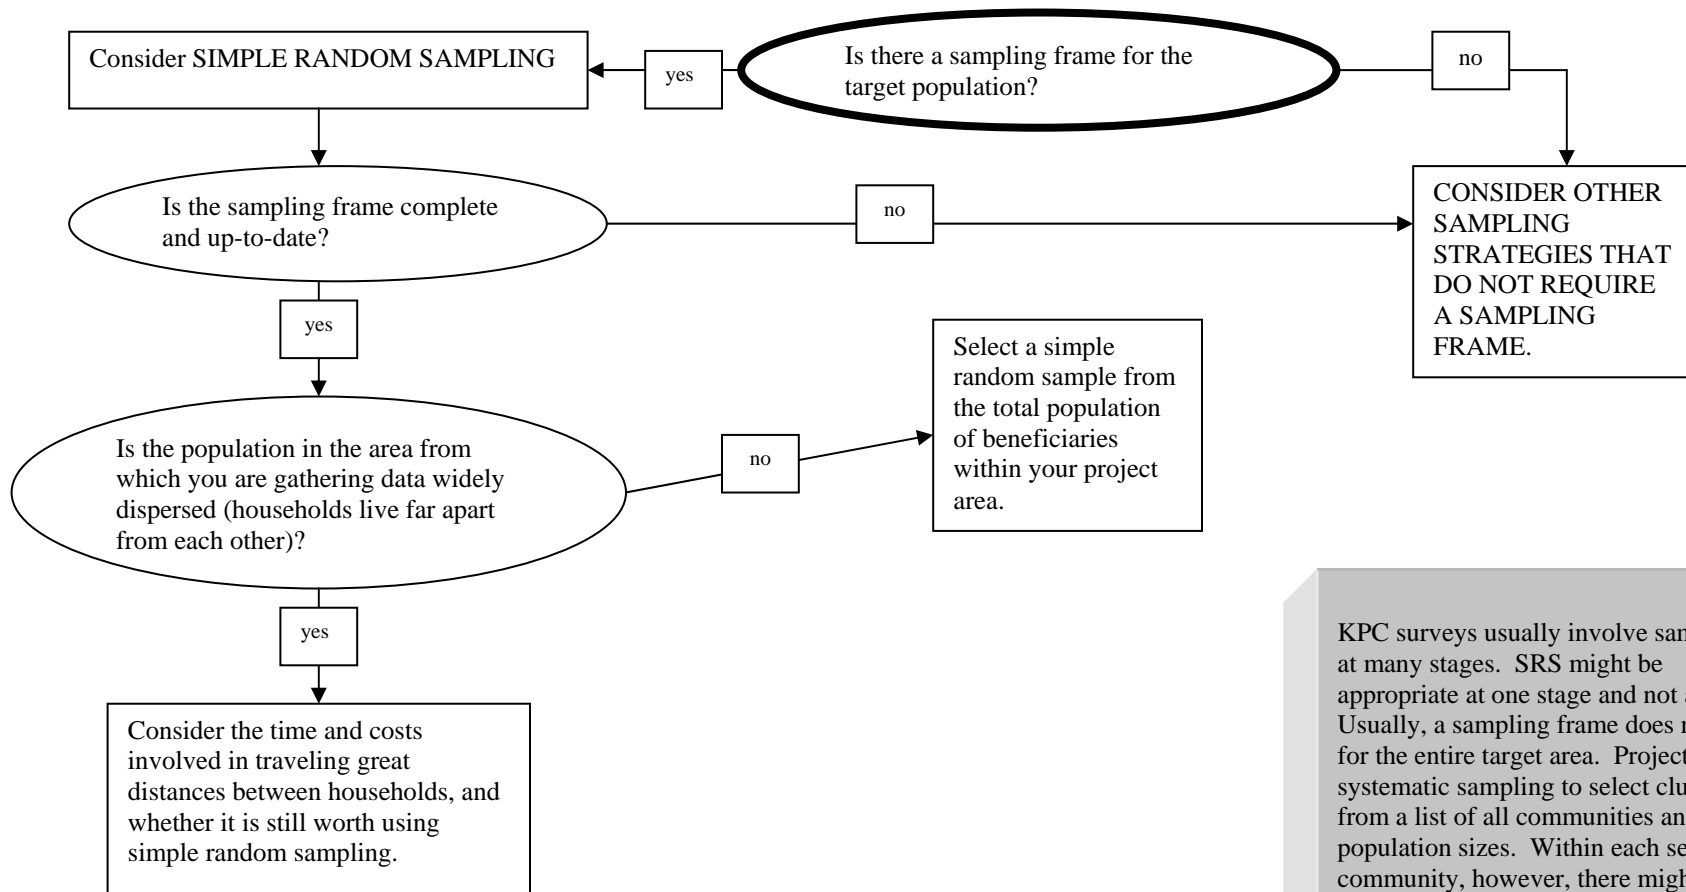 Consider SIMPLE RANDOM SAMPLING
yes
Is there a sampling frame for the
target population?
no
Is the sampling frame complete
and up-to-date?
no
CONSIDER OTHER
SAMPLING
STRATEGIES THAT
DO NOT REQUIRE
A SAMPLING
FRAME.
yes
Is the population in the area from
which you are gathering data widely
dispersed (households live far apart
from each other)?
no
Select a simple
random sample from
the total population
of beneficiaries
within your project
area.
yes
Consider the time and costs
involved in traveling great
distances between households, and
whether it is still worth using
simple random sampling.
KPC surveys usually involve
at many stages. SRS might be
appropriate at one stage and not
Usually, a sampling frame does
for the entire target area. Project
systematic sampling to select
from a list of all communities
population sizes. Within each
community, however, there